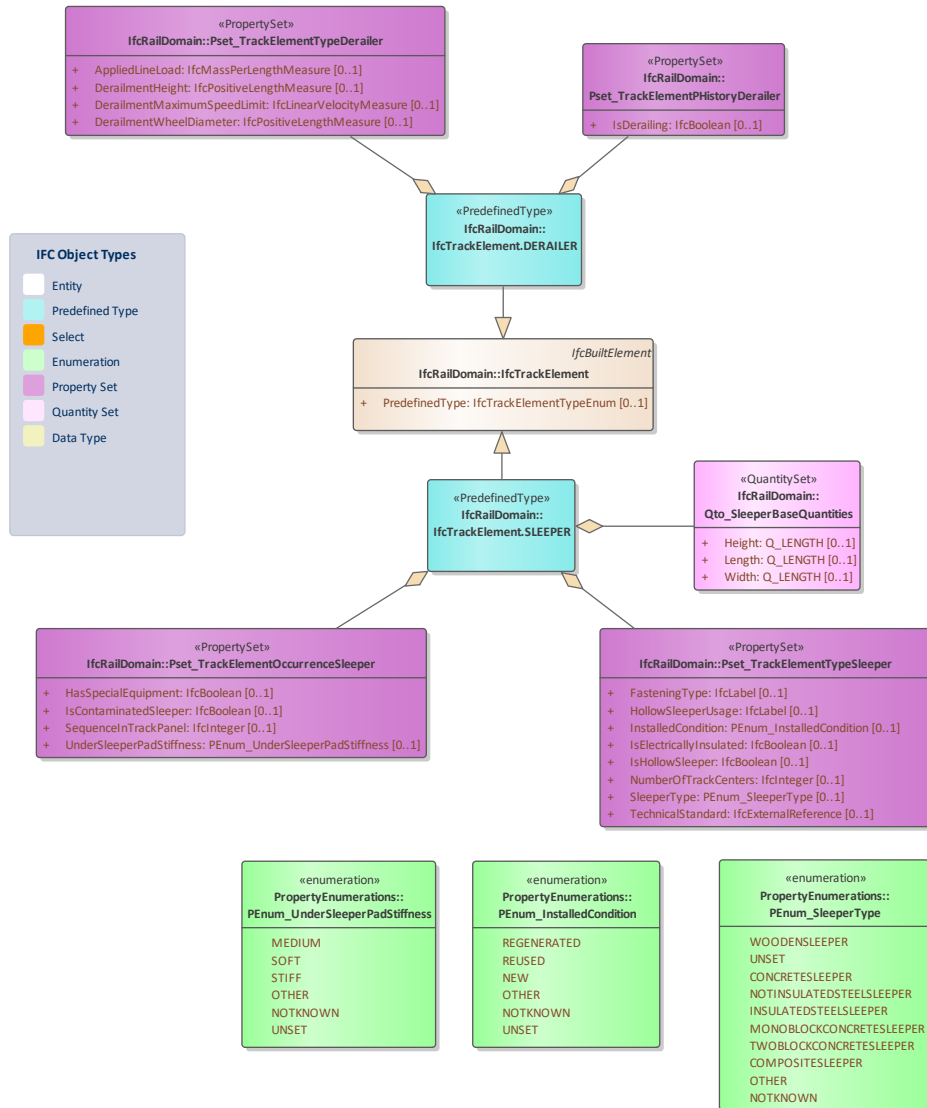 «PropertySet»
IfcRailDomain::Pset_TrackElementTypeDerailer
+ AppliedLineLoad: IfcMassPerLengthMeasure [0..1]
+ DerailmentHeight: IfcPositiveLengthMeasure [0..1]
+ DerailmentMaximumSpeedLimit: IfcLinearVelocityMeasure [0..1]
+ DerailmentWheelDiameter: IfcPositiveLengthMeasure [0..1]
«PropertySet»
IfcRailDomain::
Pset_TrackElementPHistoryDerailer
+ IsDerailing: IfcBoolean [0..1]
«PredefinedType»
IfcRailDomain::
IfcTrackElement.DERAILER
IFC Object Types
Entity
Predefined Type
Select
Enumeration
Property Set
Quantity Set
Data Type
IfcBuiltElement
IfcRailDomain::IfcTrackElement
+ PredefinedType: IfcTrackElementTypeEnum [0..1]
«PredefinedType»
IfcRailDomain::
IfcTrackElement.SLEEPER
«QuantitySet»
IfcRailDomain::
Qto_SleeperBaseQuantities
+ Height: Q_LENGTH [0..1]
+ Length: Q_LENGTH [0..1]
+ Width: Q_LENGTH [0..1]
«PropertySet»
IfcRailDomain::Pset_TrackElementOccurrenceSleeper
+ HasSpecialEquipment: IfcBoolean [0..1]
+ IsContaminatedSleeper: IfcBoolean [0..1]
+ SequenceInTrackPanel: IfcInteger [0..1]
+ UnderSleeperPadStiffness: PEnum_UnderSleeperPadStiffness [0..1]
«PropertySet»
IfcRailDomain::Pset_TrackElementTypeSleeper
+ FasteningType: IfcLabel [0..1]
+ HollowSleeperUsage: IfcLabel [0..1]
+ InstalledCondition: PEnum_InstalledCondition [0..1]
+ IsElectricallyInsulated: IfcBoolean [0..1]
+ IsHollowSleeper: IfcBoolean [0..1]
+ NumberOfTrackCenters: IfcInteger [0..1]
+ SleeperType: PEnum_SleeperType [0..1]
+ TechnicalStandard: IfcExternalReference [0..1]
«enumeration»
PropertyEnumerations::
PEnum_UnderSleeperPadStiffness
MEDIUM
SOFT
STIFF
OTHER
NOTKNOWN
UNSET
«enumeration»
PropertyEnumerations::
PEnum_InstalledCondition
REGENERATED
REUSED
NEW
OTHER
NOTKNOWN
UNSET
«enumeration»
PropertyEnumerations::
PEnum_SleeperType
WOODENSLEEPER
UNSET
CONCRETESLEEPER
NOTINSULATEDSTEELSLEEPER
INSULATEDSTEELSLEEPER
MONOBLOCKCONCRETESLEEPER
TWOBLOCKCONCRETESLEEPER
COMPOSITESLEEPER
OTHER
NOTKNOWN